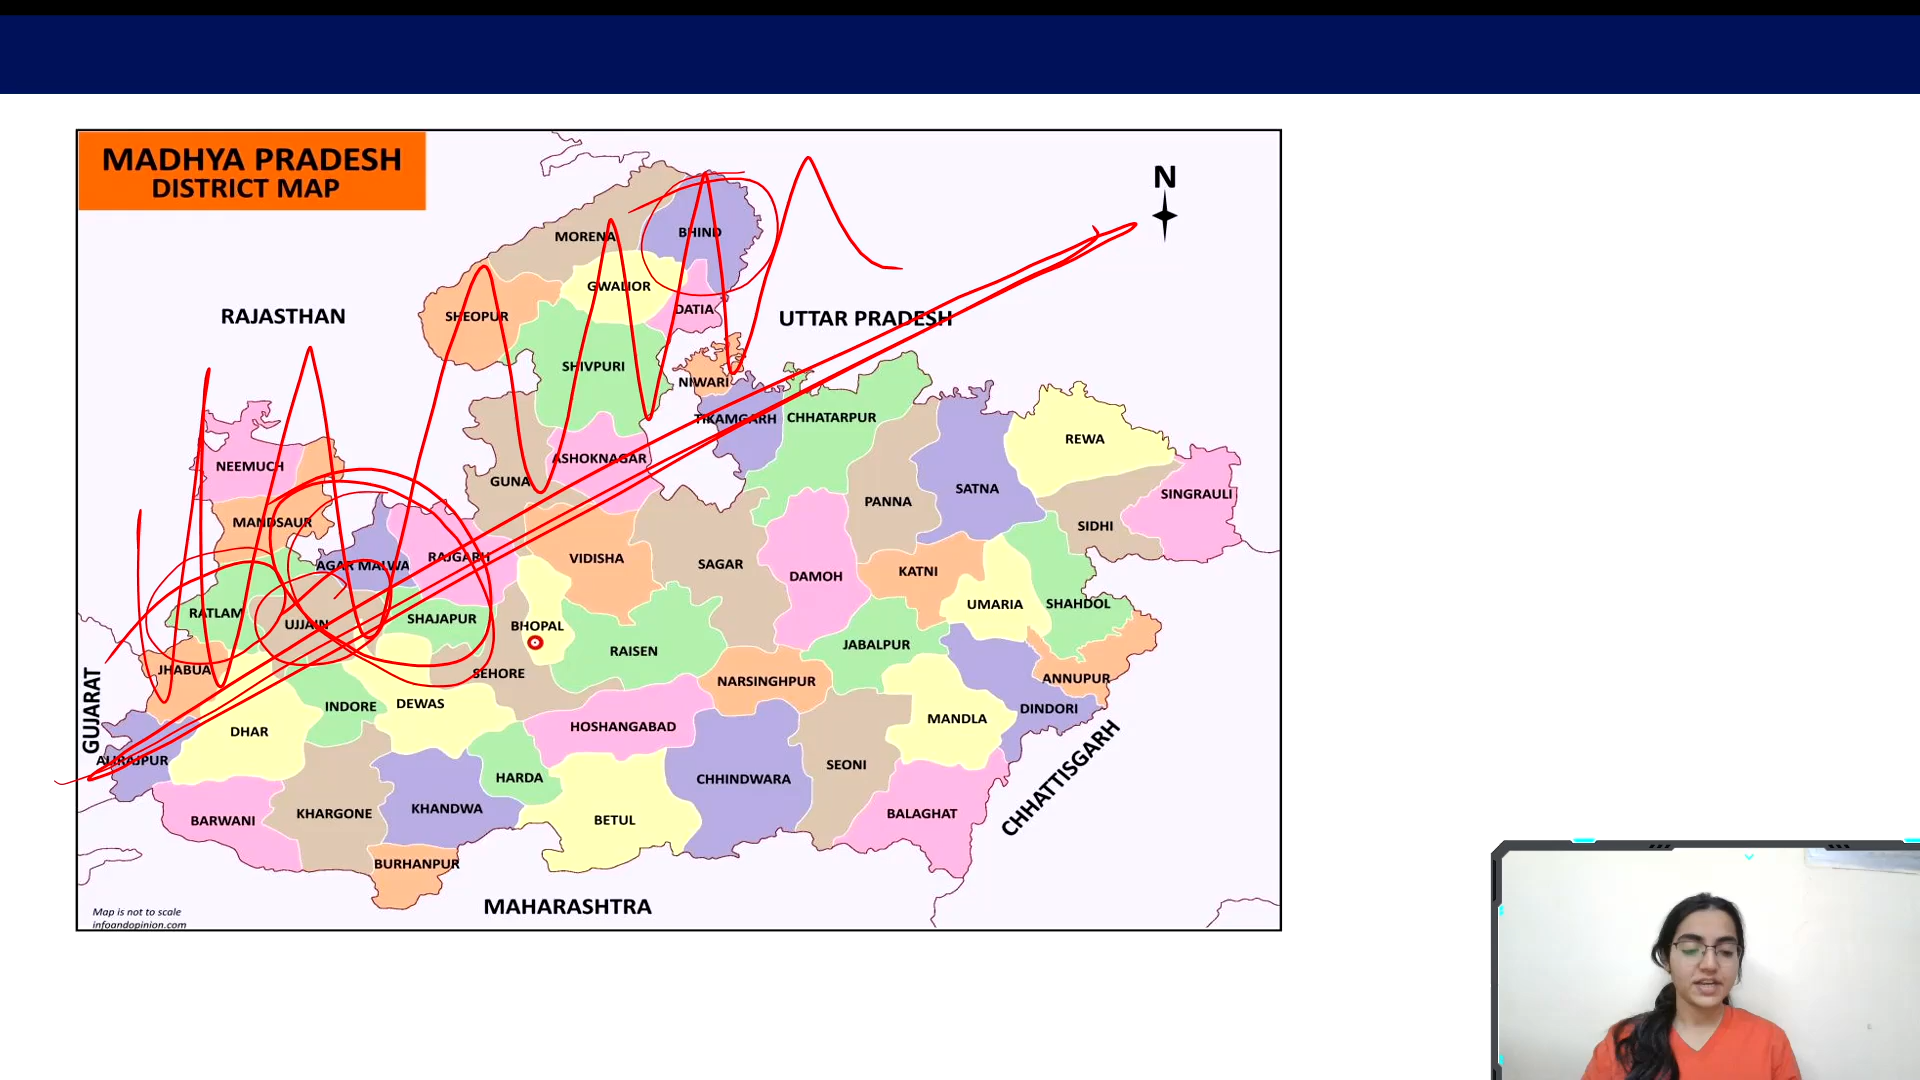 MADHYA PRADESH
DISTRICT MAP
N
MORENA
BHIND
GWALIOR
DATIA
SHEOPUR
RAJASTHAN
UTTAR PRADESH
SHIVPURI
NIWARI
TIKAMGARH
CHHATARPUR
REWA
NEEMUCH
ASHOKNAGAR
GUNA
PANNA
SATNA
SINGRAULI
MANDSAUR
SIDHI
AGAR MALWA
RAJGARH
VIDISHA
SAGAR
DAMOH
KATNI
UMARIA
SHAHDOL
RATLAM
UJJAIN
SHAJAPUR
BHOPAL
RAISEN
JABALPUR
JHABUA
SEHORE
NARSINGHPUR
ANNUPUR
GUJARAT
INDORE
DEWAS
DINDORI
DHAR
HOSHANGABAD
MANDLA
ALIRAJPUR
HARDA
CHHINDWARA
SEONI
CHHATTISGARH
BARWANI
KHARGONE
KHANDWA
BETUL
BALAGHAT
BURHANPUR
MAHARASHTRA
Map is not to scale
infoandopinion.com